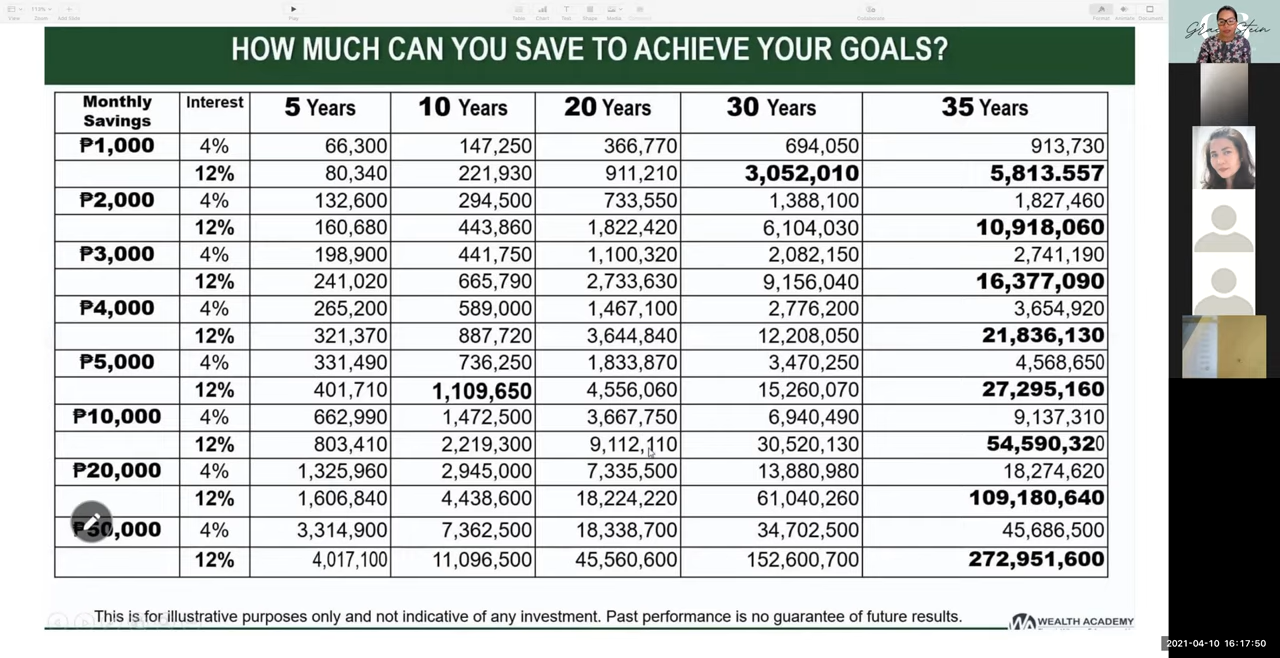 HOW MUCH CAN YOU SAVE TO ACHIEVE YOUR GOALS?
Monthly Savings Interest 5 Years 10 Years 20 Years 30 Years 35 Years
₱1,000 4% 66,300 147,250 366,770 694,050 913,730
12% 80,340 221,930 911,210 3,052,010 5,813.557
₱2,000 4% 132,600 294,500 733,550 1,388,100 1,827,460
12% 160,680 443,860 1,822,420 6,104,030 10,918,060
₱3,000 4% 198,900 441,750 1,100,320 2,082,150 2,741,190
12% 241,020 665,790 2,733,630 9,156,040 16,377,090
₱4,000 4% 265,200 589,000 1,467,100 2,776,200 3,654,920
12% 321,370 887,720 3,644,840 12,208,050 21,836,130
₱5,000 4% 331,490 736,250 1,833,870 3,470,250 4,568,650
12% 401,710 1,109,650 4,556,060 15,260,070 27,295,160
₱10,000 4% 662,990 1,472,500 3,667,750 6,940,490 9,137,310
12% 803,410 2,219,300 9,112,110 30,520,130 54,590,320
₱20,000 4% 1,325,960 2,945,000 7,335,500 13,880,980 18,274,620
12% 1,606,840 4,438,600 18,224,220 61,040,260 109,180,640
₱50,000 4% 3,314,900 7,362,500 18,338,700 34,702,500 45,686,500
12% 4,017,100 11,096,500 45,560,600 152,600,700 272,951,600
This is for illustrative purposes only and not indicative of any investment. Past performance is no guarantee of future results.
WEALTH ACADEMY
2021-04-10 16:17:50